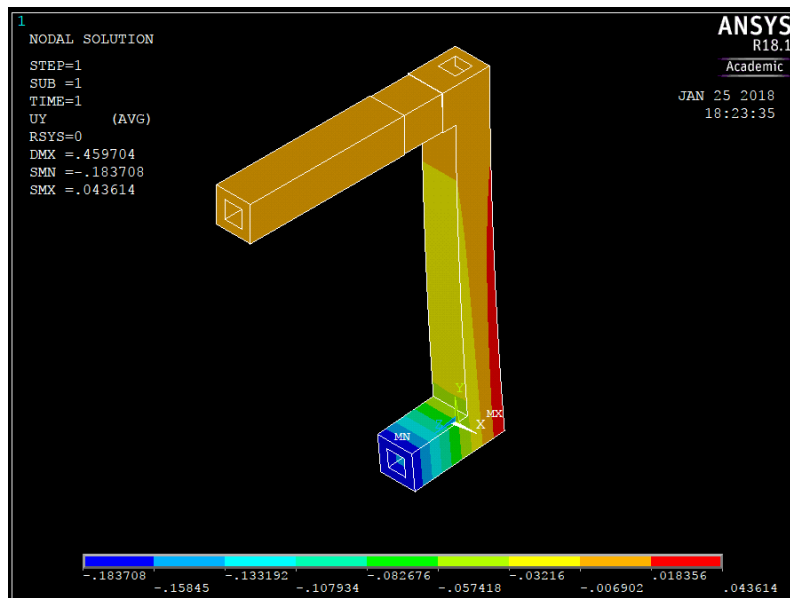 1
NODAL SOLUTION
STEP=1
SUB =1
TIME=1
UY (AVG)
RSYS=0
DMX =.459704
SMN =-.183708
SMX =.043614
ANSYS
R18.1
Academic
JAN 25 2018
18:23:35
Y
MX
X
MN
-.183708
-.15845
-.133192
-.107934
-.082676
-.057418
-.03216
-.006902
.018356
.043614